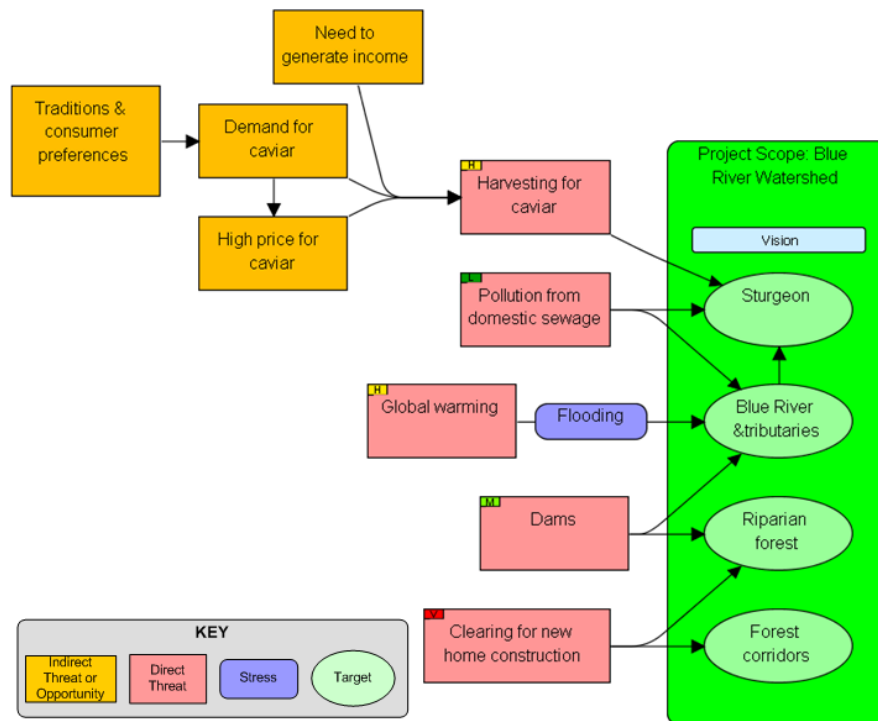 Need to
generate income
Traditions &
consumer
preferences
Demand for
caviar
High price for
caviar
H
Harvesting for
caviar
L
Pollution from
domestic sewage
H
Global warming
Flooding
M
Dams
V
Clearing for new
home construction
Project Scope: Blue
River Watershed
Vision
Sturgeon
Blue River
&tributaries
Riparian
forest
Forest
corridors
KEY
Indirect
Threat or
Opportunity
Direct
Threat
Stress
Target